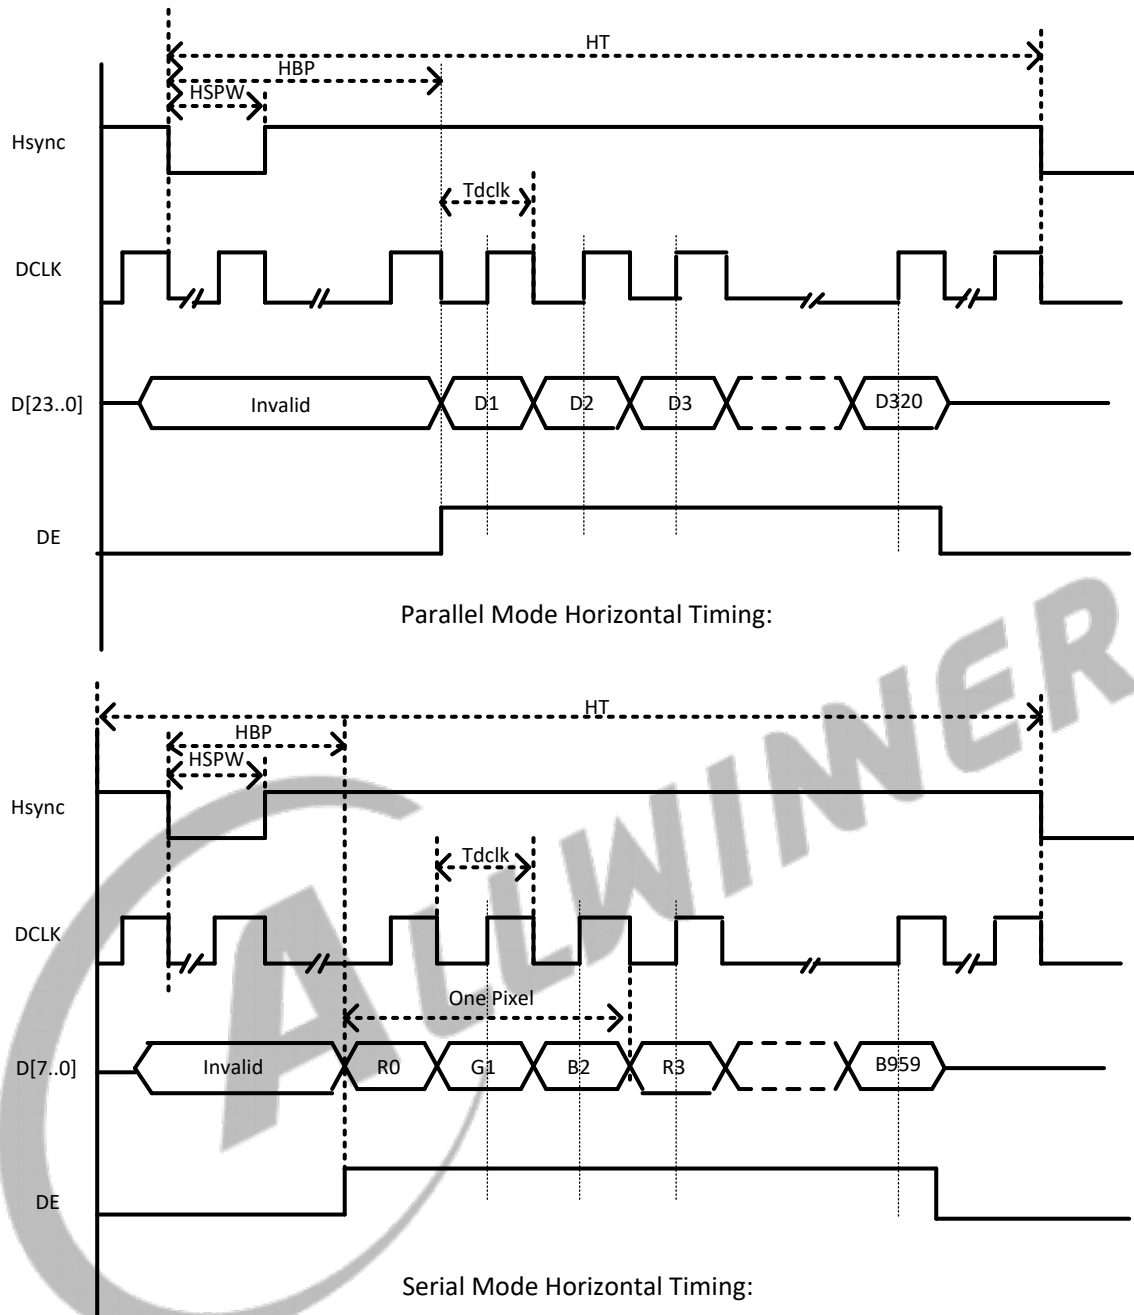 HT
HBP
HSPW
Hsync
Tdclk
DCLK
D[23..0]
Invalid
D1
D2
D3
D320
DE
Parallel Mode Horizontal Timing:
HT
HBP
HSPW
Hsync
Tdclk
DCLK
One Pixel
D[7..0]
Invalid
R0
G1
B2
R3
B959
DE
Serial Mode Horizontal Timing:
ALLWINNER